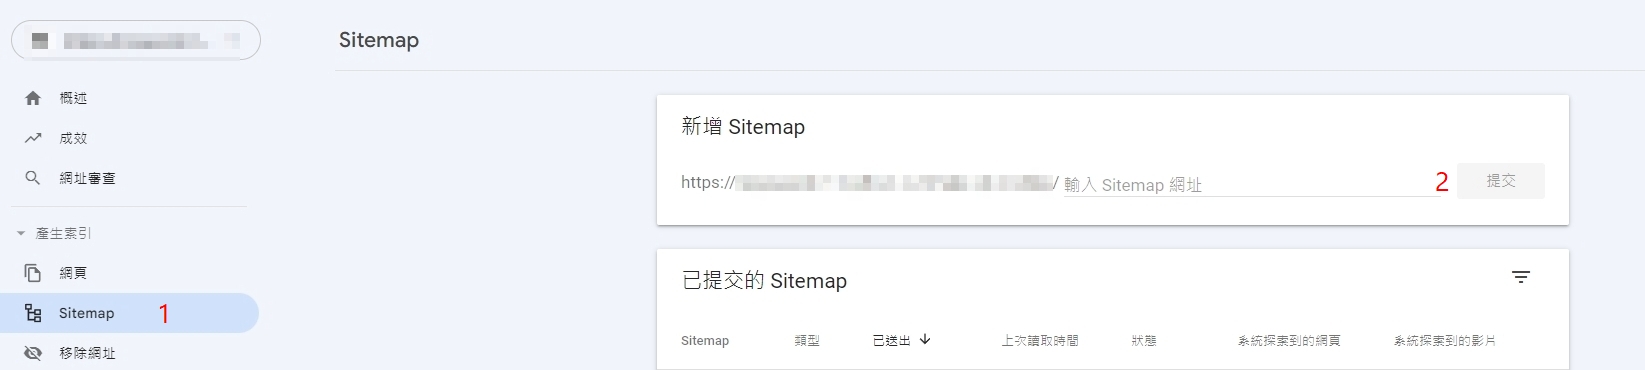 Sitemap
概述
成效
網址審查
產生索引
網頁
Sitemap 1
移除網址
新增 Sitemap
https:// / 輸入 Sitemap 網址 2 提交
已提交的 Sitemap
Sitemap 類型 已送出 上次讀取時間 狀態 系統探索到的網頁 系統探索到的影片